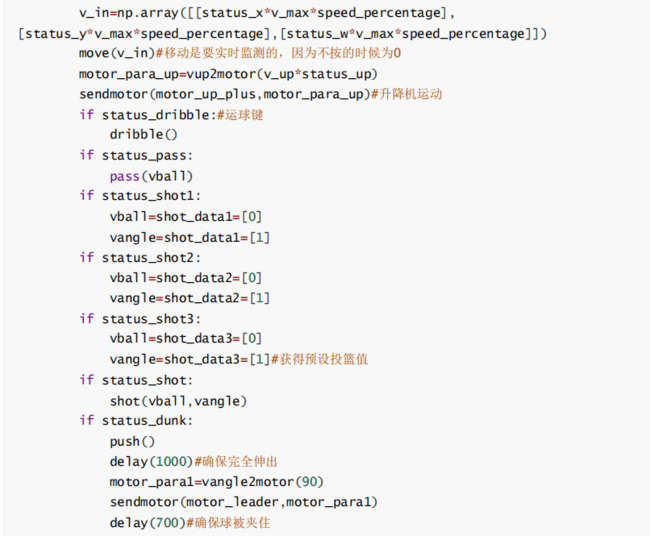 v_in=np.array([[status_x*v_max*speed_percentage],
[status_y*v_max*speed_percentage],[status_w*v_max*speed_percentage]])
move(v_in)#移动是要实时监测的，因为不按的时候为0
motor_para_up=vup2motor(v_up*status_up)
sendmotor(motor_up_plus,motor_para_up)#升降机运动
if status_dribble:#运球键
dribble()
if status_pass:
pass(vball)
if status_shot1:
vball=shot_data1=[0]
vangle=shot_data1=[1]
if status_shot2:
vball=shot_data2=[0]
vangle=shot_data2=[1]
if status_shot3:
vball=shot_data3=[0]
vangle=shot_data3=[1]#获得预设投篮值
if status_shot:
shot(vball,vangle)
if status_dunk:
push()
delay(1000)#确保完全伸出
motor_para1=vangle2motor(90)
sendmotor(motor_leader,motor_para1)
delay(700)#确保球被夹住